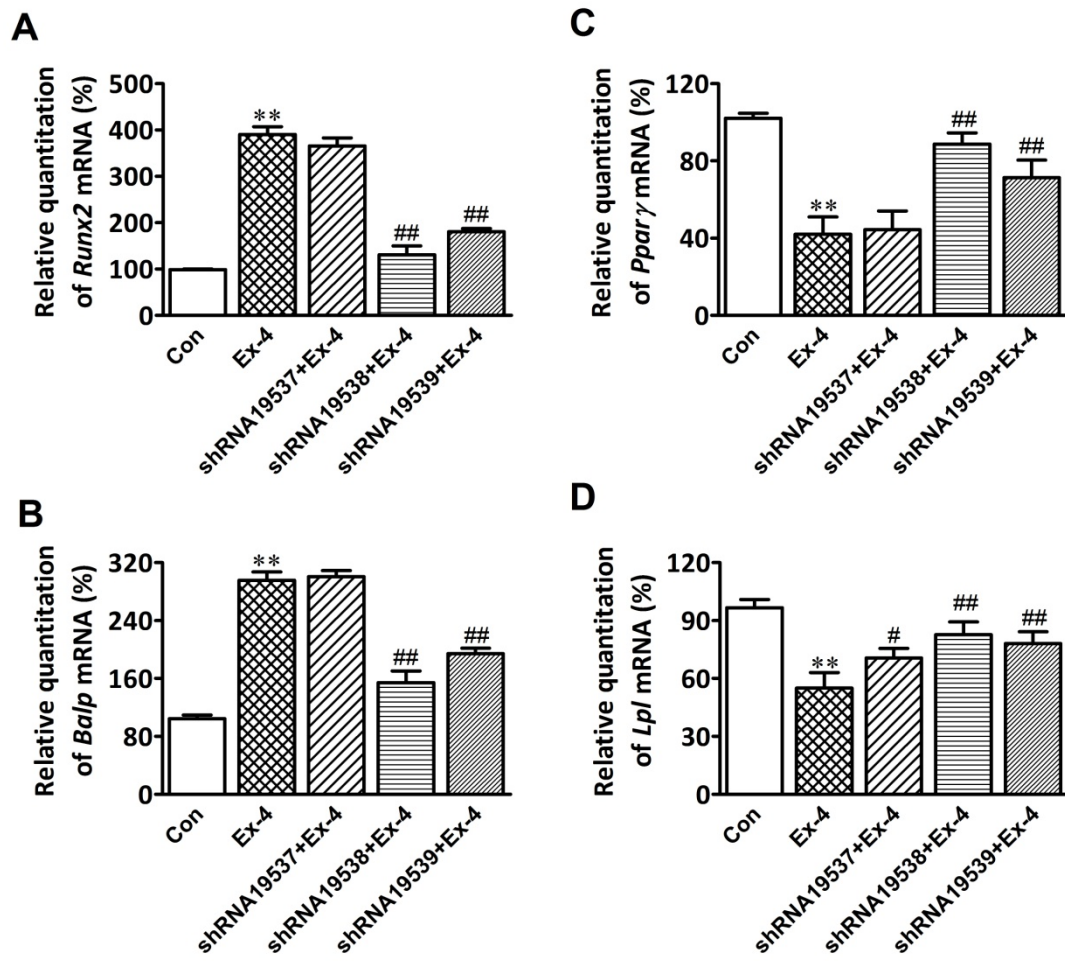 A
Relative quantitation
of Runx2 mRNA (%)
500
400
300
200
100
0
**
##
##
Con
Ex-4
shRNA19537+Ex-4
shRNA19538+Ex-4
shRNA19539+Ex-4
B
Relative quantitation
of Balp mRNA (%)
320
240
160
80
0
**
##
##
Con
Ex-4
shRNA19537+Ex-4
shRNA19538+Ex-4
shRNA19539+Ex-4
C
Relative quantitation
of Pparγ mRNA (%)
120
80
40
0
**
##
##
Con
Ex-4
shRNA19537+Ex-4
shRNA19538+Ex-4
shRNA19539+Ex-4
D
Relative quantitation
of Lpl mRNA (%)
120
90
60
30
0
**
#
##
##
Con
Ex-4
shRNA19537+Ex-4
shRNA19538+Ex-4
shRNA19539+Ex-4